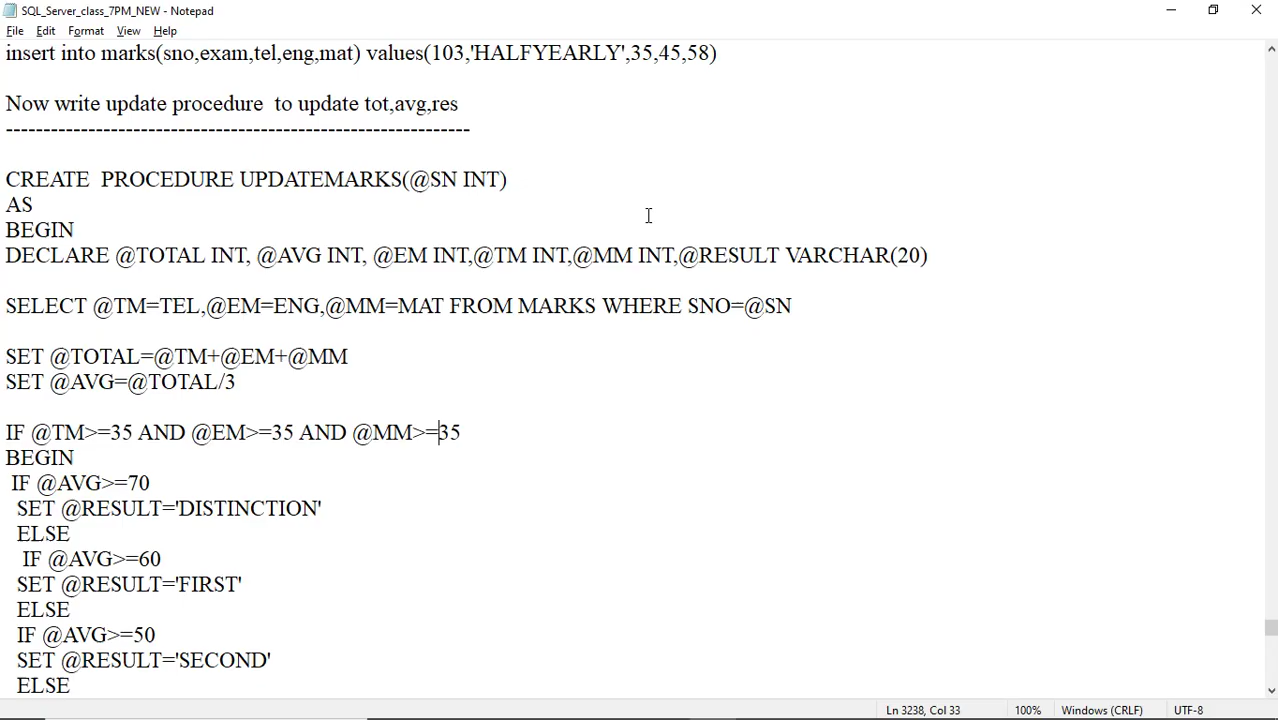 SQL_Server_class_7PM_NEW - Notepad
File Edit Format View Help
insert into marks(sno,exam,tel,eng,mat) values(103,'HALFYEARLY',35,45,58)
Now write update procedure  to update tot,avg,res
--------------------------------------------------------------
CREATE  PROCEDURE UPDATEMARKS(@SN INT)
AS
BEGIN
DECLARE @TOTAL INT, @AVG INT, @EM INT,@TM INT,@MM INT,@RESULT VARCHAR(20)
SELECT @TM=TEL,@EM=ENG,@MM=MAT FROM MARKS WHERE SNO=@SN
SET @TOTAL=@TM+@EM+@MM
SET @AVG=@TOTAL/3
IF @TM>=35 AND @EM>=35 AND @MM>=35
BEGIN
IF @AVG>=70
SET @RESULT='DISTINCTION'
ELSE
IF @AVG>=60
SET @RESULT='FIRST'
ELSE
IF @AVG>=50
SET @RESULT='SECOND'
ELSE
Ln 3238, Col 33 100% Windows (CRLF) UTF-8